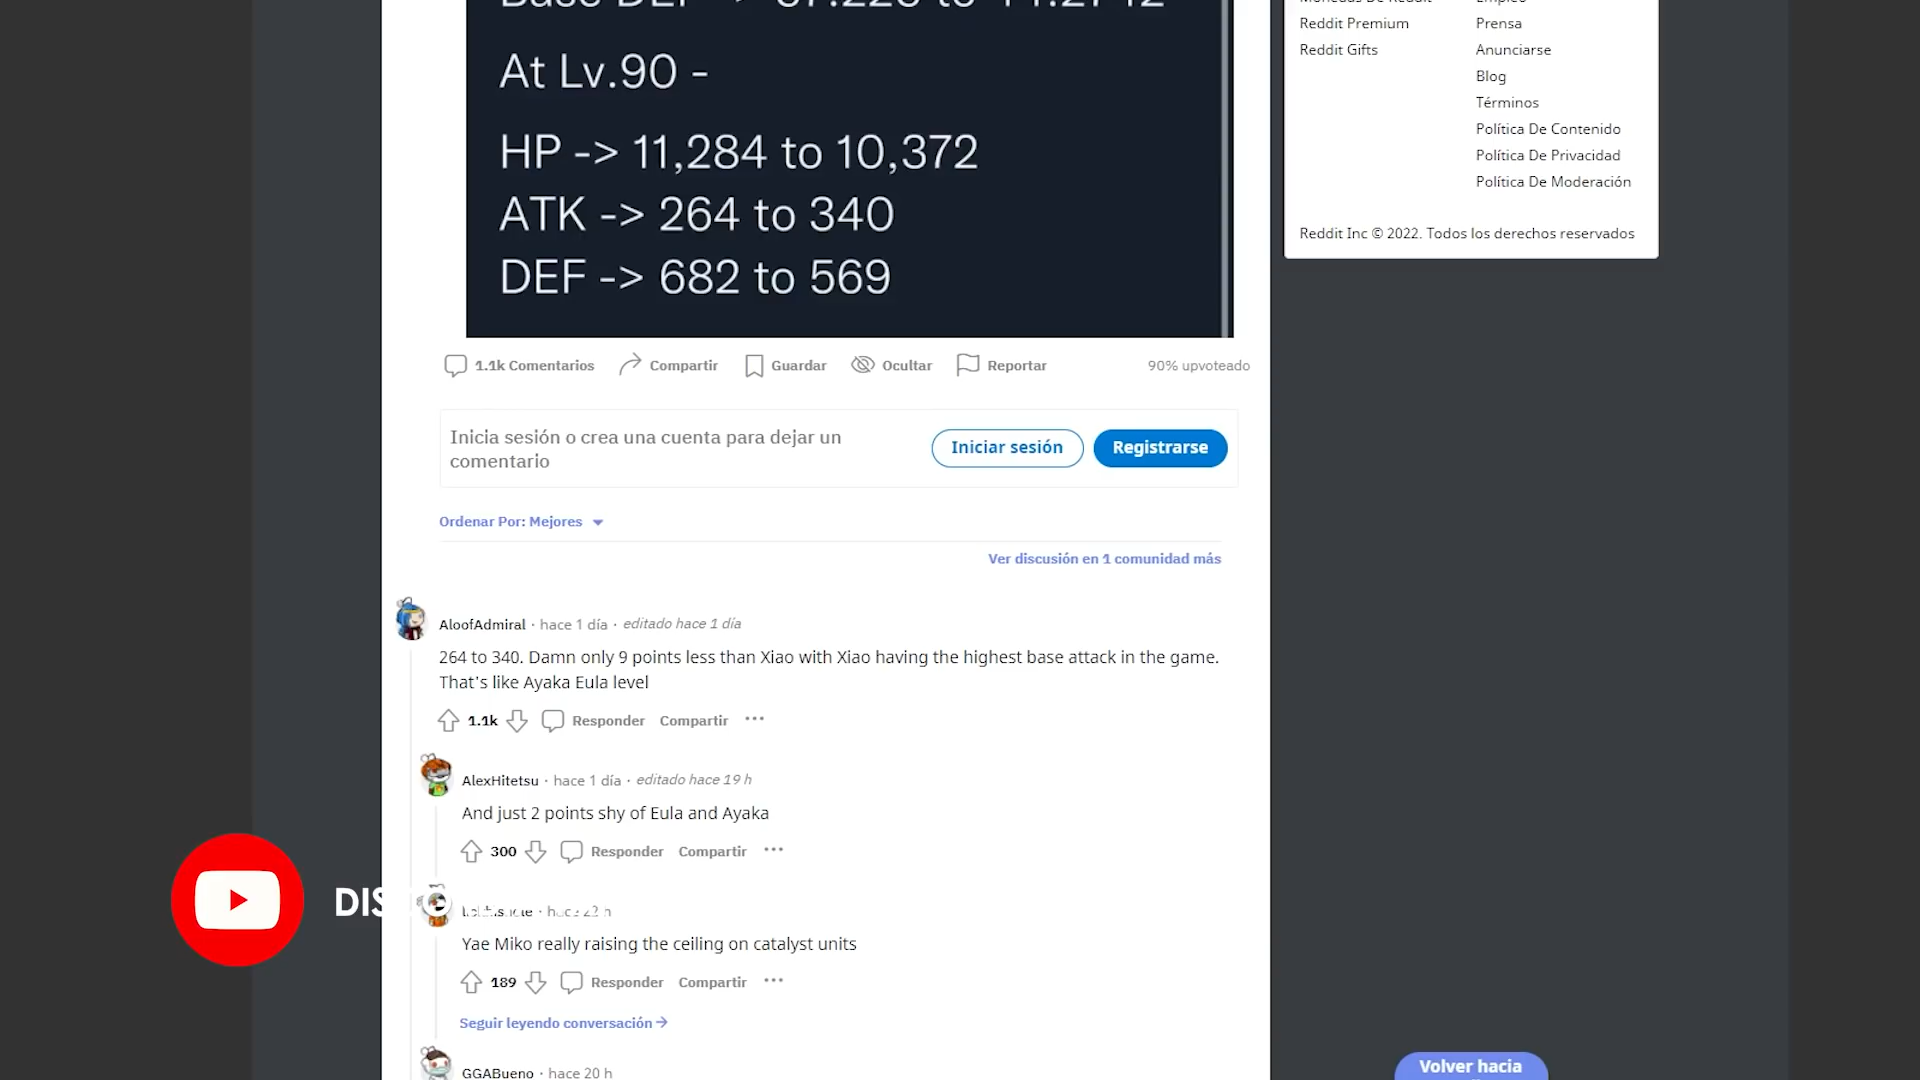 At Lv.90 -
HP -> 11,284 to 10,372
ATK -> 264 to 340
DEF -> 682 to 569
1.1k Comentarios
Compartir
Guardar
Ocultar
Reportar
90% upvoteado
Inicia sesión o crea una cuenta para dejar un
comentario
Iniciar sesión
Registrarse
Ordenar Por: Mejores
Ver discusión en 1 comunidad más
AloofAdmiral · hace 1 día · editado hace 1 día
264 to 340. Damn only 9 points less than Xiao with Xiao having the highest base attack in the game.
That's like Ayaka Eula level
1.1k
Responder
Compartir
AlexHitetsu · hace 1 día · editado hace 19 h
And just 2 points shy of Eula and Ayaka
300
Responder
Compartir
hace 22 h
Yae Miko really raising the ceiling on catalyst units
189
Responder
Compartir
Seguir leyendo conversación
GGABueno · hace 20 h
Reddit Premium
Reddit Gifts
Empleo
Prensa
Anunciarse
Blog
Términos
Política De Contenido
Política De Privacidad
Política De Moderación
Reddit Inc © 2022. Todos los derechos reservados
Volver hacia